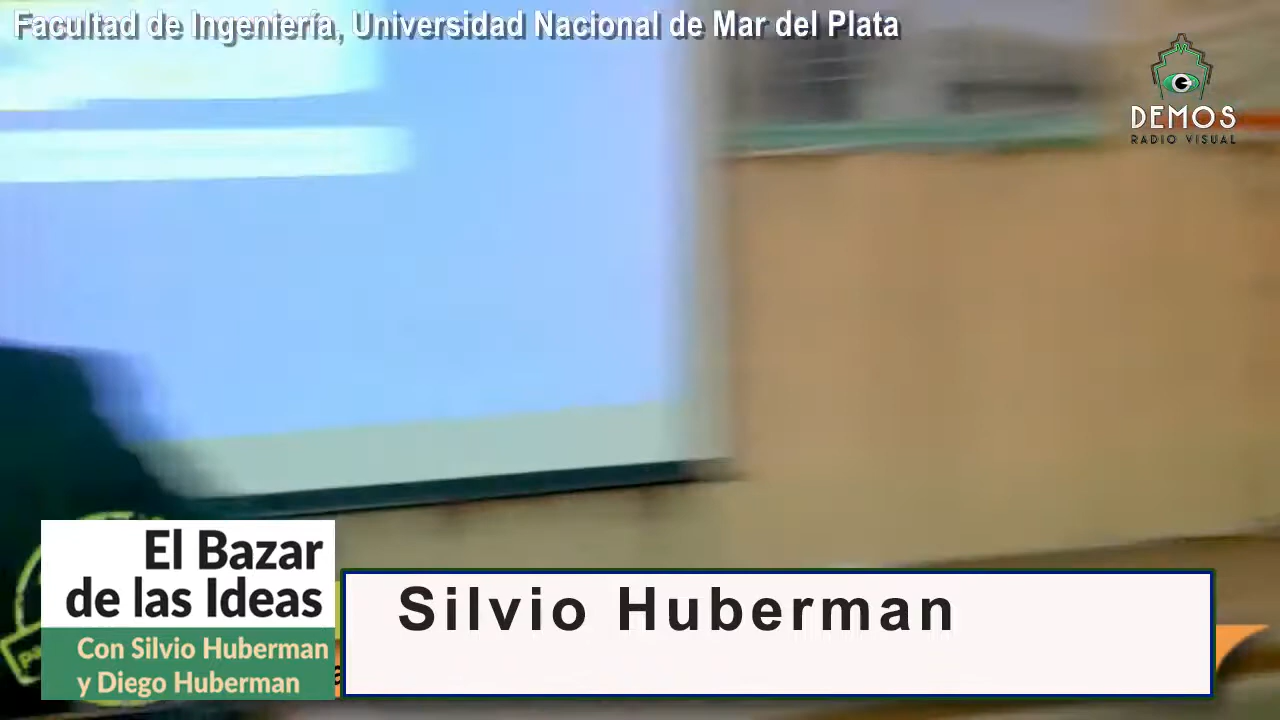 Facultad de Ingeniería, Universidad Nacional de Mar del Plata
DEMOS
RADIO VISUAL
El Bazar
de las Ideas
Con Silvio Huberman
y Diego Huberman
Silvio Huberman